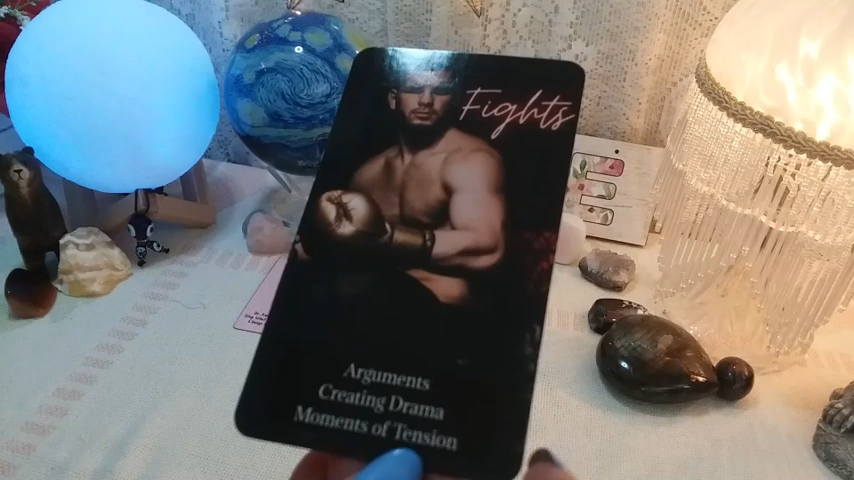 Fights
E
Arguments
Creating Drama
Moments of Tension